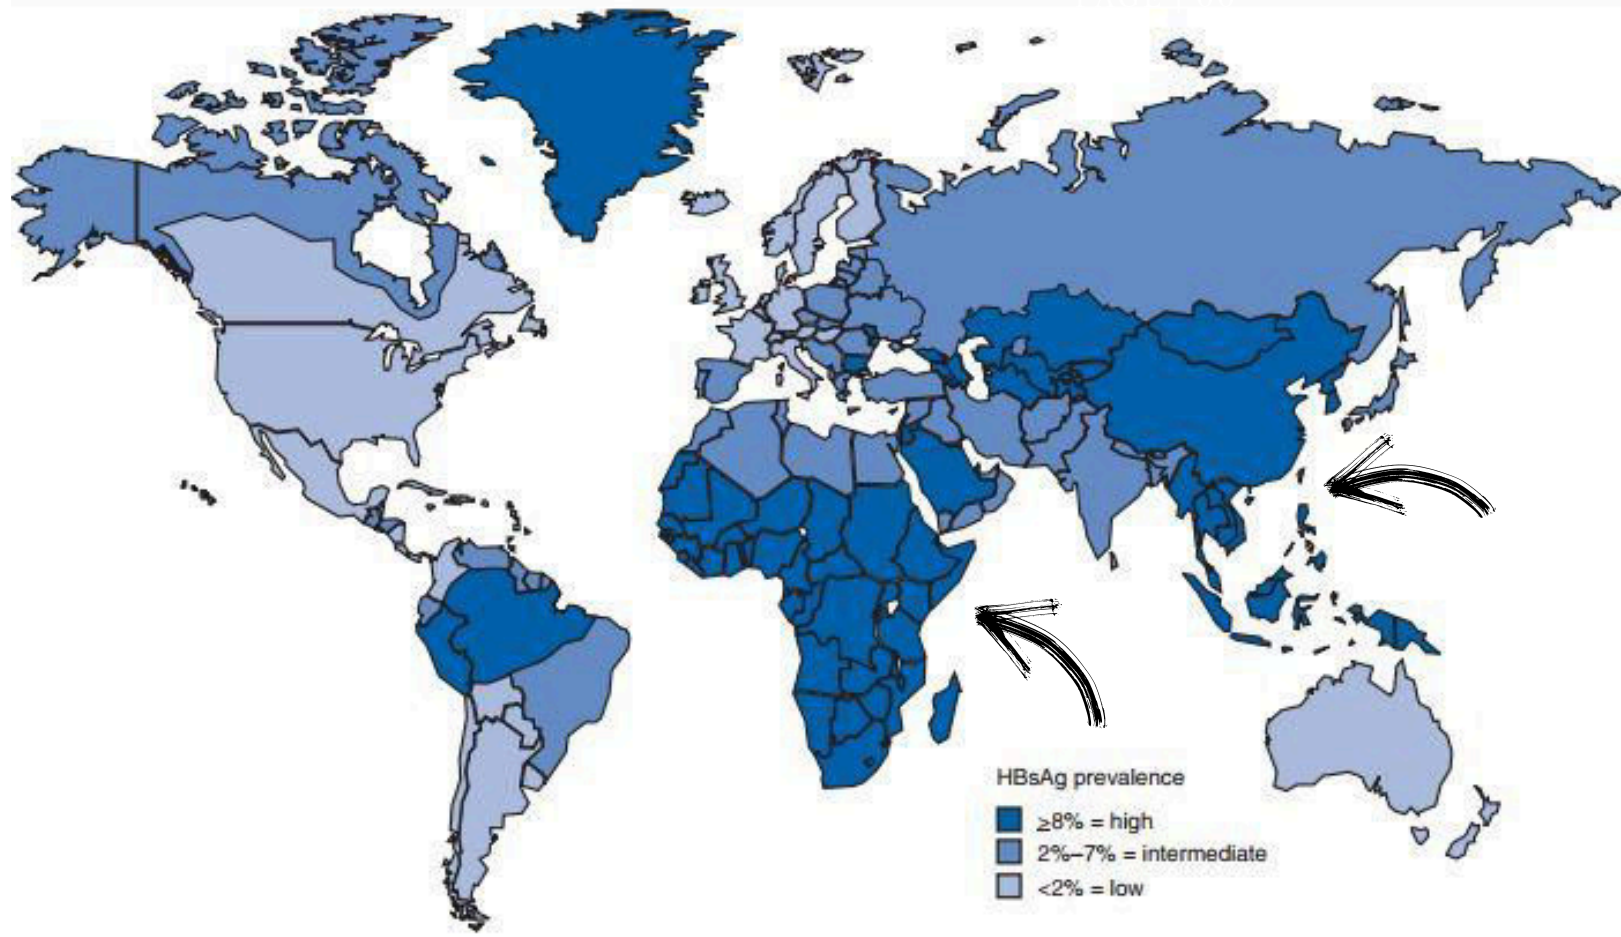 HBsAg prevalence
≥8% = high
2%–7% = intermediate
<2% = low